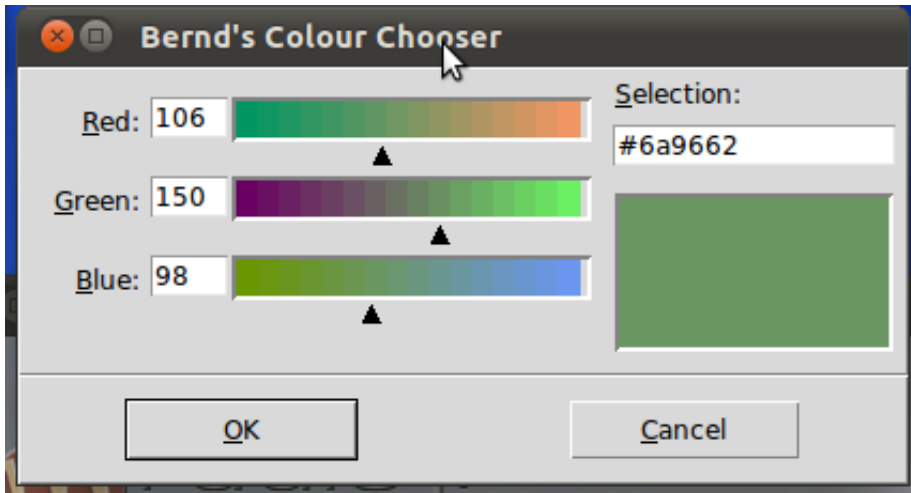 Bernd's Colour Chooser
Red: 106
Selection:
#6a9662
Green: 150
Blue: 98
OK
Cancel